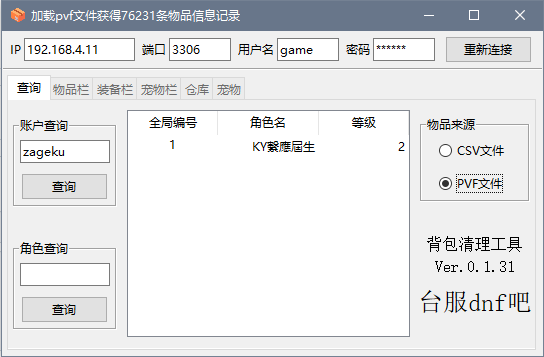 加载pvf文件获得76231条物品信息记录
IP 192.168.4.11 端口 3306 用户名 game 密码 ****** 重新连接
查询 物品栏 装备栏 宠物栏 仓库 宠物
账户查询
zageku
查询
角色查询
查询
全局编号 角色名 等级
1 KY繫應屆生 2
物品来源
CSV文件
PVF文件
背包清理工具
Ver.0.1.31
台服dnf吧